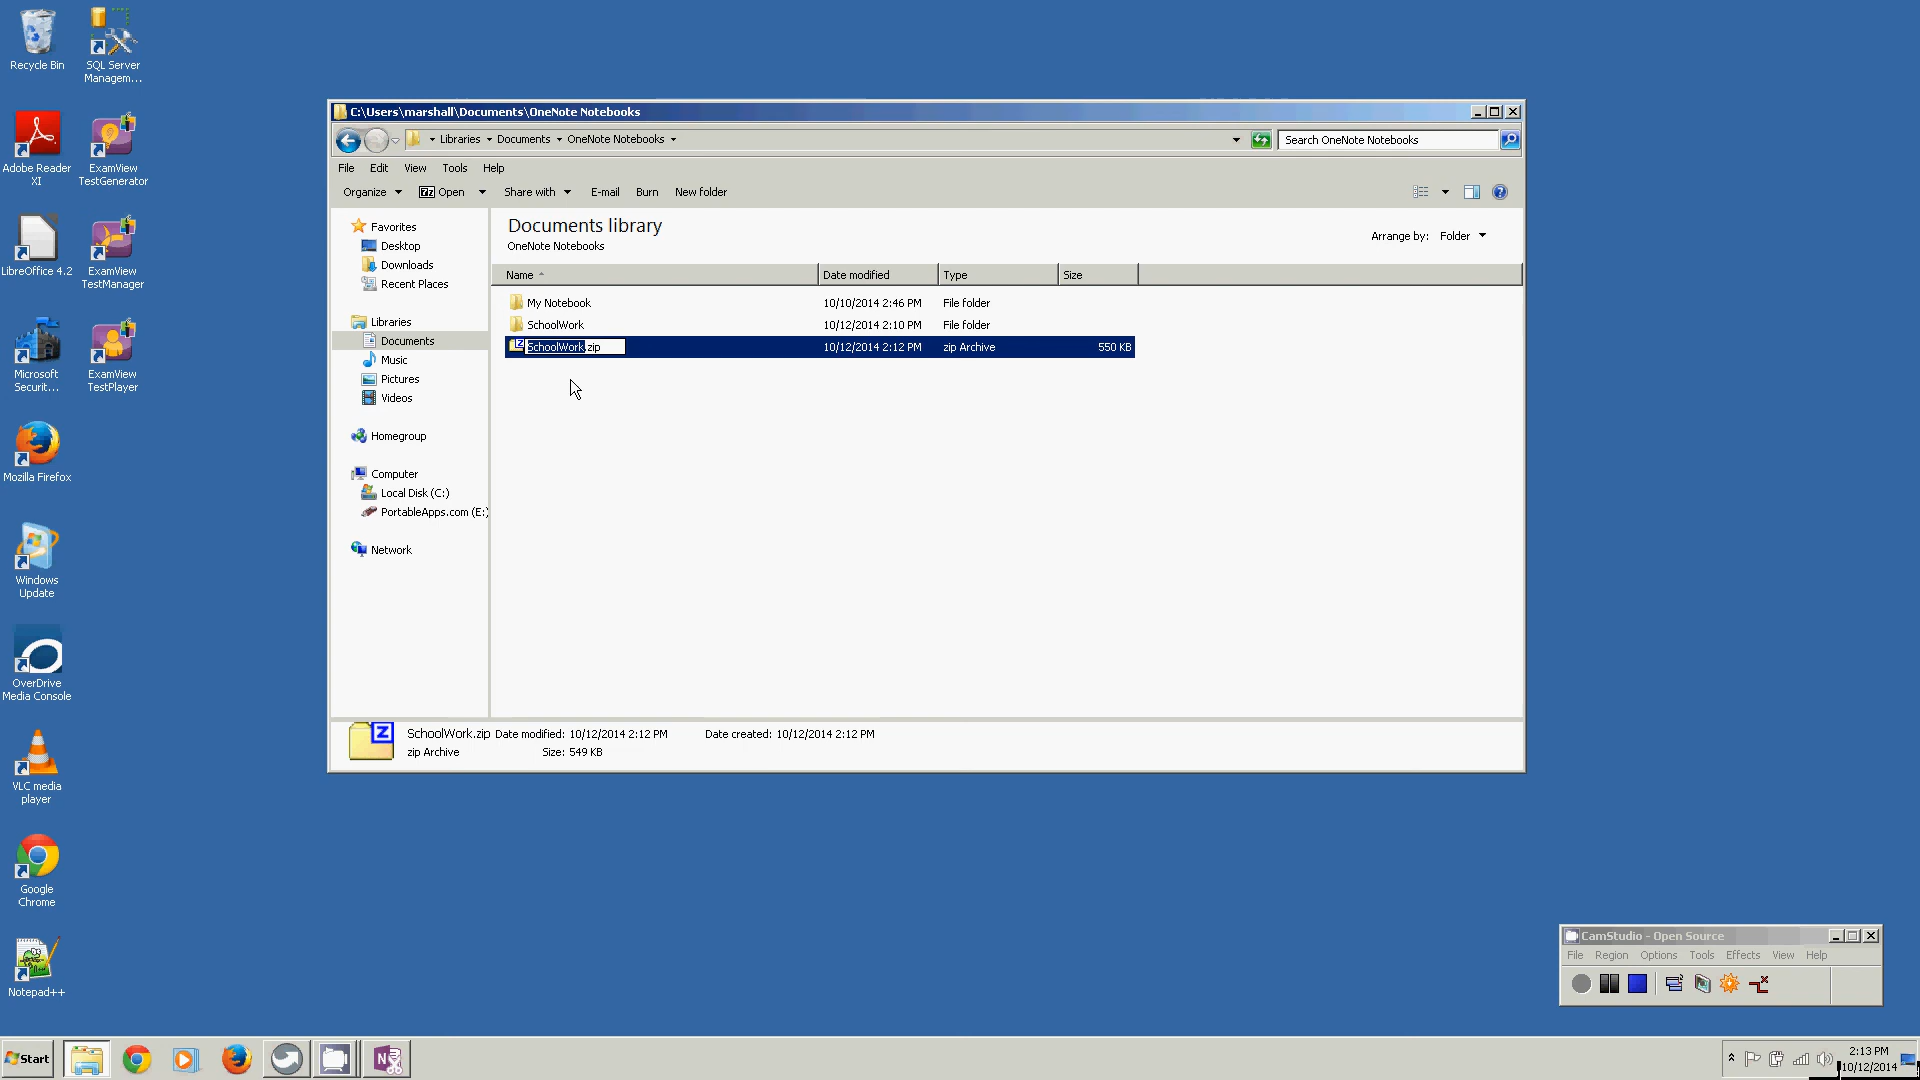 Recycle Bin
SQL Server
Managem...
Adobe Reader
XI
ExamView
TestGenerator
LibreOffice 4.2
ExamView
TestManager
Microsoft
Securit...
ExamView
TestPlayer
Mozilla Firefox
Windows
Update
OverDrive
Media Console
VLC media
player
Google
Chrome
Notepad++
C:\Users\marshall\Documents\OneNote Notebooks
Libraries Documents OneNote Notebooks
Search OneNote Notebooks
File Edit View Tools Help
Organize 7z Open Share with E-mail Burn New folder
Favorites
Desktop
Downloads
Recent Places
Libraries
Documents
Music
Pictures
Videos
Homegroup
Computer
Local Disk (C:)
PortableApps.com (E:)
Network
Documents library
OneNote Notebooks
Arrange by: Folder
Name Date modified Type Size
My Notebook 10/10/2014 2:46 PM File folder
SchoolWork 10/12/2014 2:10 PM File folder
SchoolWork.zip 10/12/2014 2:12 PM zip Archive 550 KB
SchoolWork.zip Date modified: 10/12/2014 2:12 PM Date created: 10/12/2014 2:12 PM
zip Archive Size: 549 KB
CamStudio - Open Source
File Region Options Tools Effects View Help
Start
2:13 PM
10/12/2014